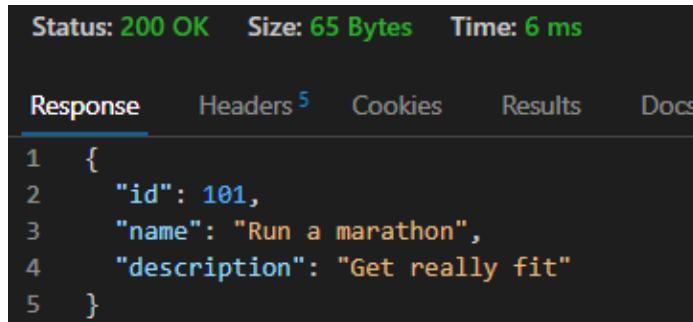 Status: 200 OK Size: 65 Bytes Time: 6 ms
Response Headers 5 Cookies Results Docs
1 {
2 "id": 101,
3 "name": "Run a marathon",
4 "description": "Get really fit"
5 }